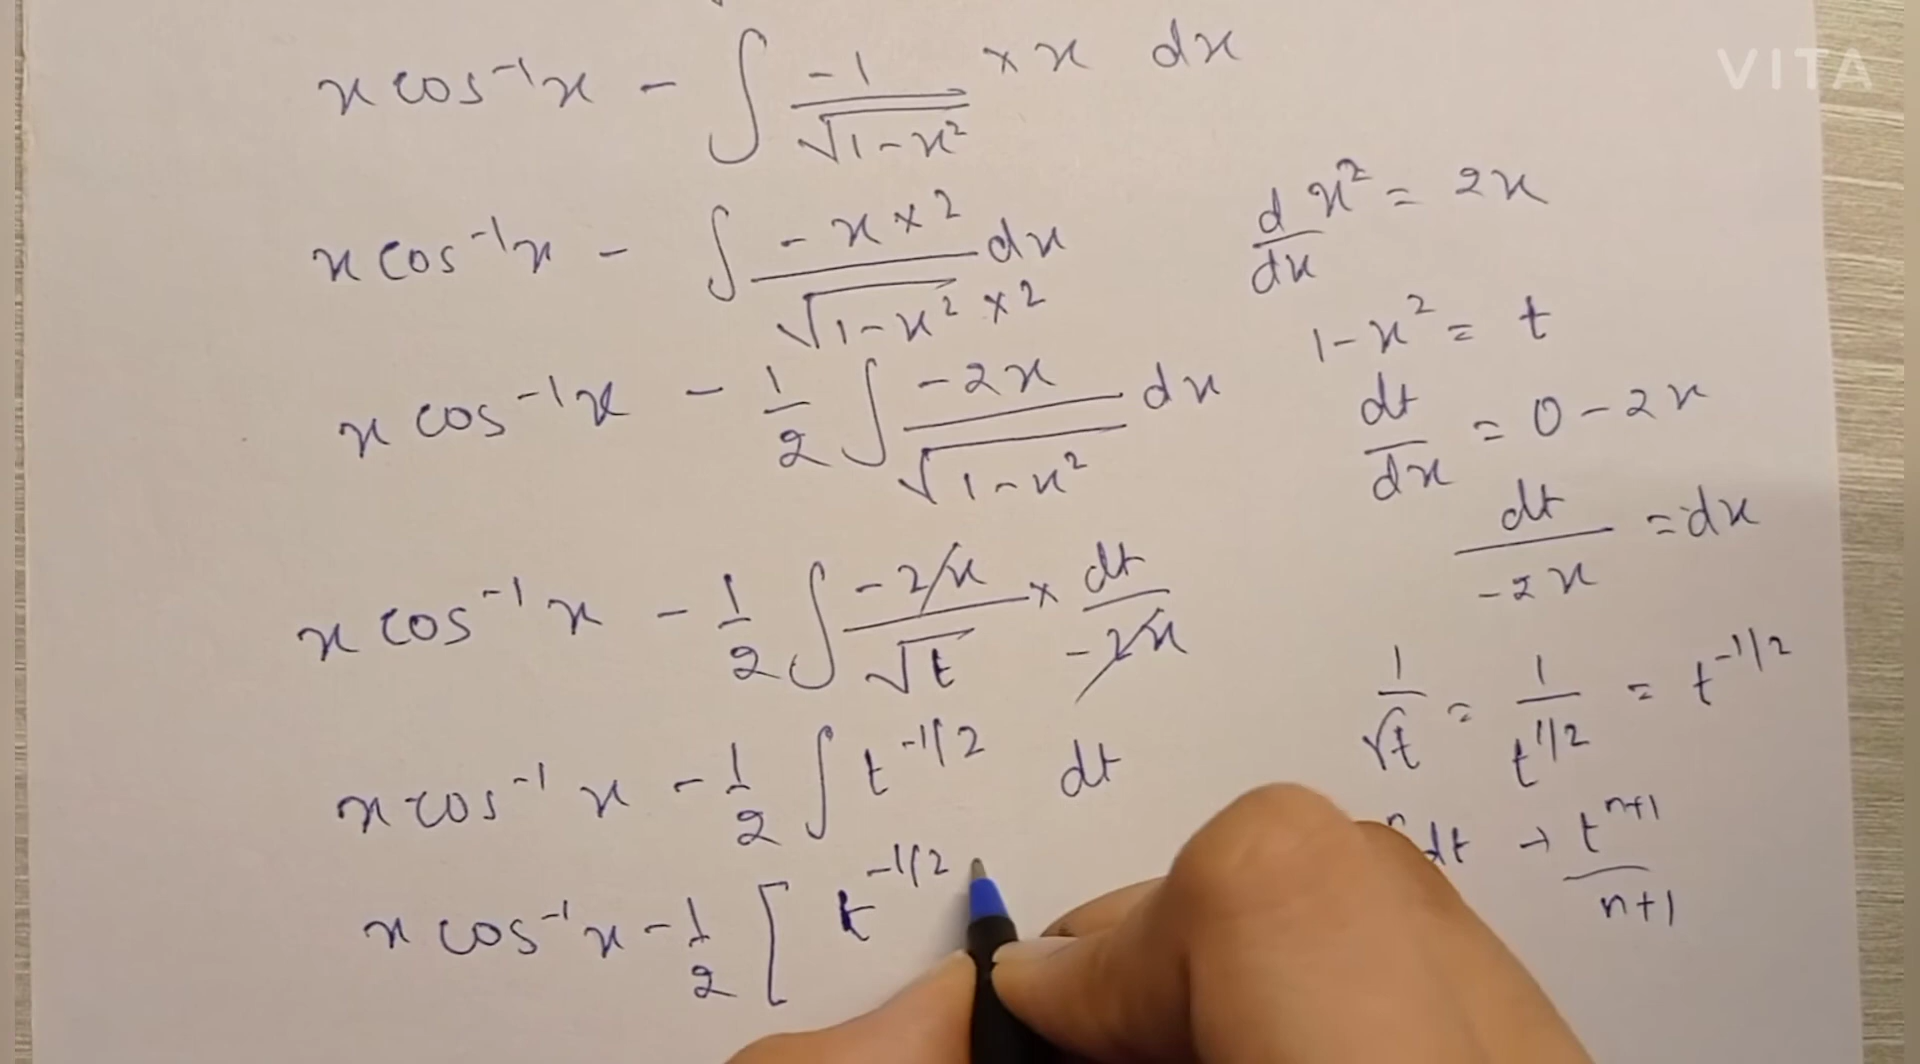 VITA
x cos⁻¹x - ∫ -1/√(1-x²) × x dx
x cos⁻¹x - ∫ (-x×2)/(√(1-x²) ×2) dx
x cos⁻¹x - 1/2 ∫ -2x/√(1-x²) dx
x cos⁻¹x - 1/2 ∫ -2x/√t × dt/-2x
x cos⁻¹x - 1/2 ∫ t^(-1/2) dt
x cos⁻¹x - 1/2 [ t^(-1/2)
d/dx x² = 2x
1-x² = t
dt/dx = 0-2x
dt/-2x = dx
1/√t = 1/t^(1/2) = t^(-1/2)
dt → t^(n+1)/(n+1)